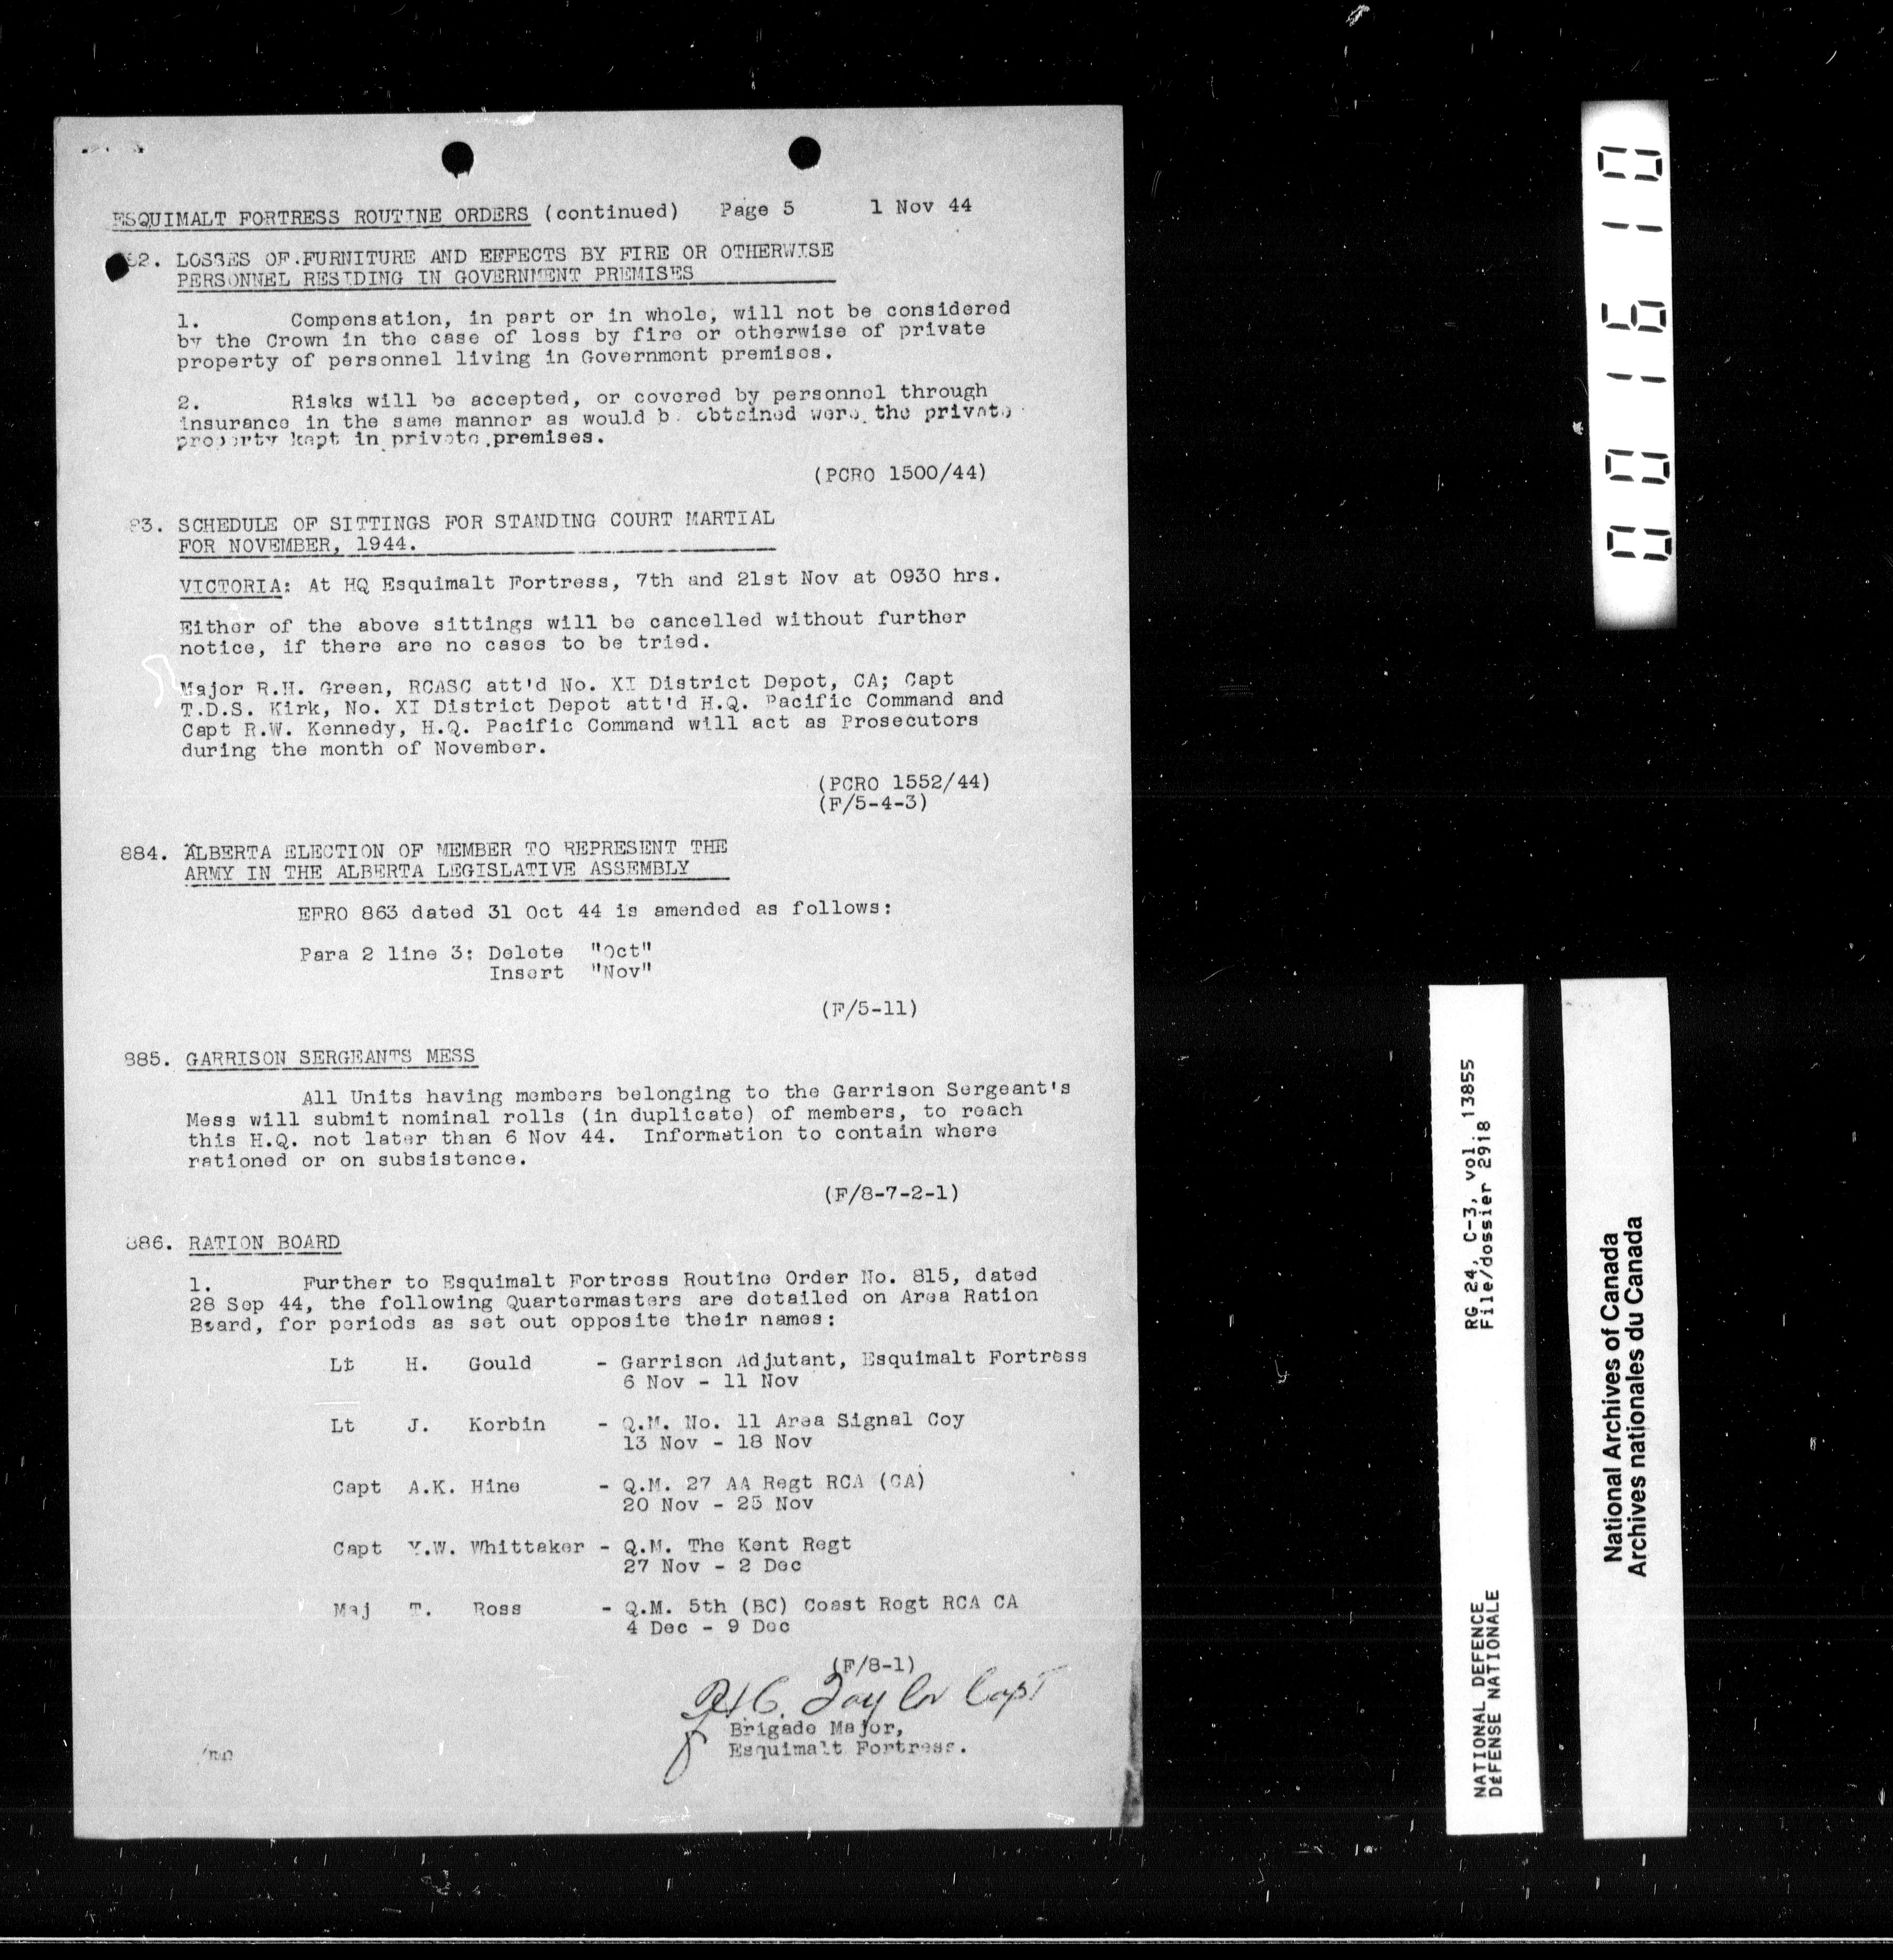 ESQUIMALT FORTRESS ROUTINE ORDERS (continued) Page 5 1 Nov 44
82. LOSSES OF FURNITURE AND EFFECTS BY FIRE OR OTHERWISE
PERSONNEL RESIDING IN GOVERNMENT PREMISES
1. Compensation, in part or in whole, will not be considered
by the Crown in the case of loss by fire or otherwise of private
property of personnel living in Government premises.
2. Risks will be accepted, or covered by personnel through
insurance in the same manner as would b. obtained were the private
property kept in private premises.
(PCRO 1500/44)
83. SCHEDULE OF SITTINGS FOR STANDING COURT MARTIAL
FOR NOVEMBER, 1944.
VICTORIA: At HQ Esquimalt Fortress, 7th and 21st Nov at 0930 hrs.
Either of the above sittings will be cancelled without further
notice, if there are no cases to be tried.
Major R.H. Green, RCASC att'd No. XI District Depot, CA; Capt
T.D.S. Kirk, No. XI District Depot att'd H.Q. Pacific Command and
Capt R.W. Kennedy, H.Q. Pacific Command will act as Prosecutors
during the month of November.
(PCRO 1552/44)
(F/5-4-3)
884. ALBERTA ELECTION OF MEMBER TO REPRESENT THE
ARMY IN THE ALBERTA LEGISLATIVE ASSEMBLY
EFRO 863 dated 31 Oct 44 is amended as follows:
Para 2 line 3: Delete "Oct"
Insert "Nov"
(F/5-11)
885. GARRISON SERGEANTS MESS
All Units having members belonging to the Garrison Sergeant's
Mess will submit nominal rolls (in duplicate) of members, to reach
this H.Q. not later than 6 Nov 44. Information to contain where
rationed or on subsistence.
(F/8-7-2-1)
886. RATION BOARD
1. Further to Esquimalt Fortress Routine Order No. 815, dated
28 Sep 44, the following Quartermasters are detailed on Area Ration
Board, for periods as set out opposite their names:
Lt H. Gould - Garrison Adjutant, Esquimalt Fortress
6 Nov - 11 Nov
Lt J. Korbin - Q.M. No. 11 Area Signal Coy
13 Nov - 18 Nov
Capt A.K. Hine - Q.M. 27 AA Regt RCA (CA)
20 Nov - 25 Nov
Capt Y.W. Whittaker - Q.M. The Kent Regt
27 Nov - 2 Dec
Maj T. Ross - Q.M. 5th (BC) Coast Regt RCA CA
4 Dec - 9 Dec
(F/8-1)
Taylor Capt
Brigade Major,
Esquimalt Fortress.
001610
RG 24, C-3, vol. 13855
File/dossier 2918
NATIONAL DEFENCE
DÉFENSE NATIONALE
National Archives of Canada
Archives nationales du Canada